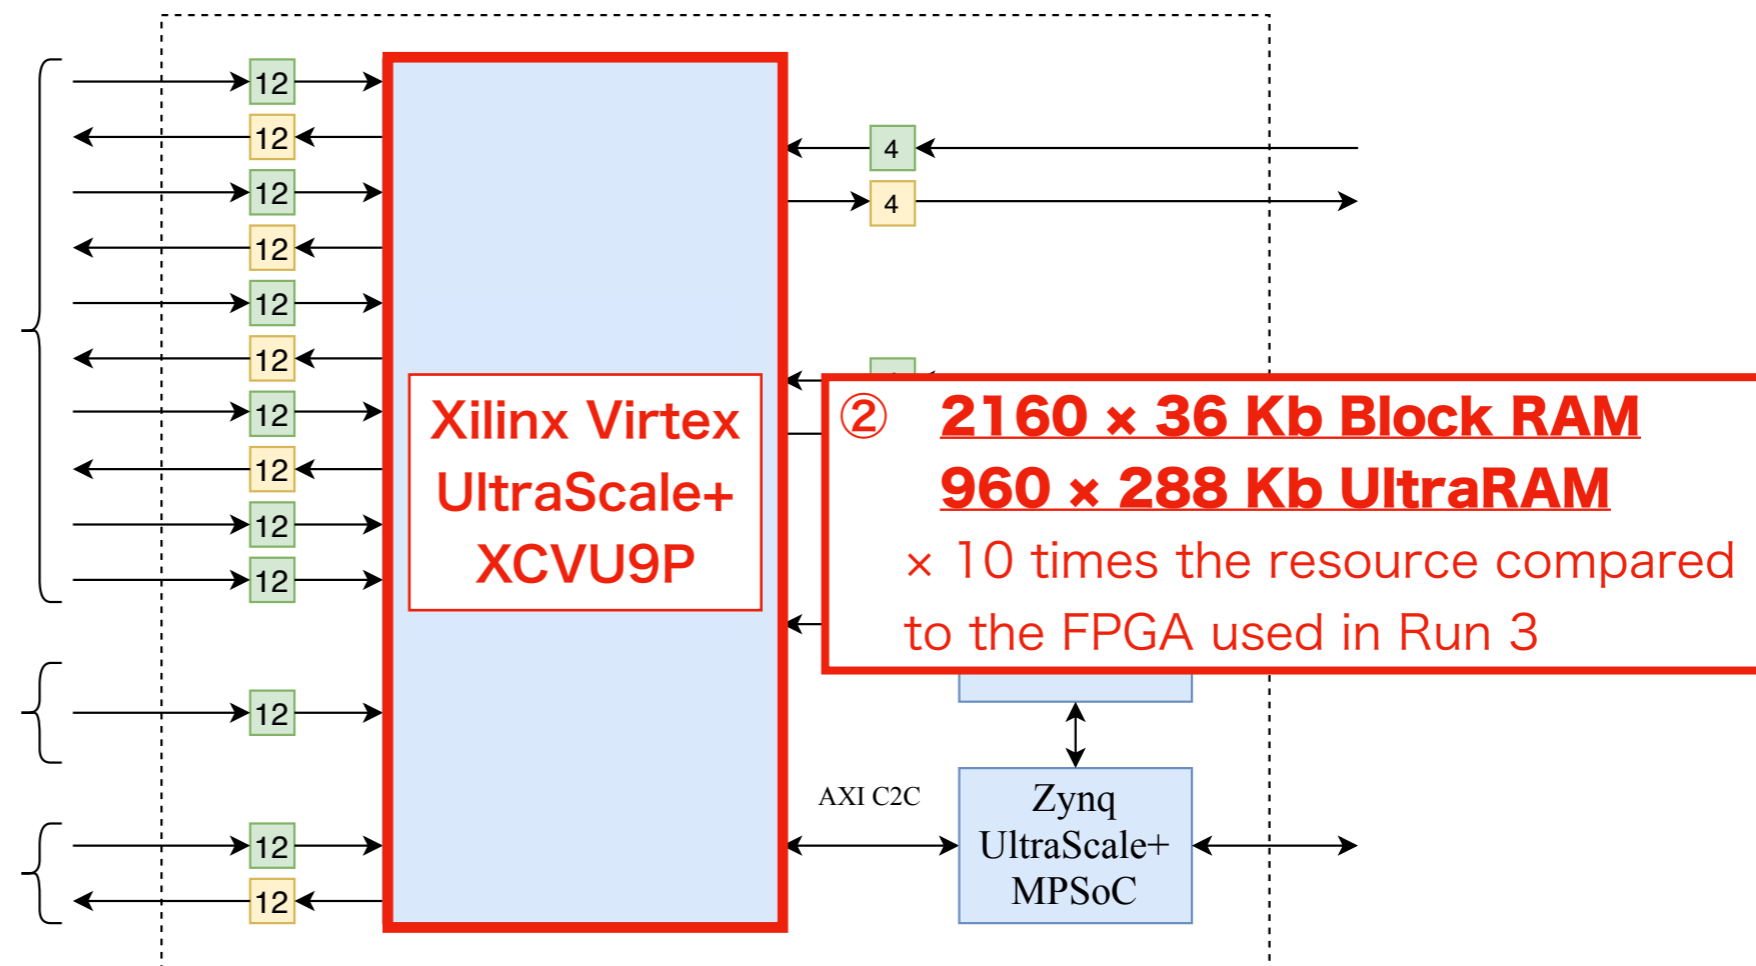 12
12
4
12
4
12
12
12
12
Xilinx Virtex
UltraScale+
XCVU9P
② 2160 × 36 Kb Block RAM
960 × 288 Kb UltraRAM
× 10 times the resource compared
to the FPGA used in Run 3
12
12
12
12
AXI C2C
Zynq
UltraScale+
MPSoC
12
12